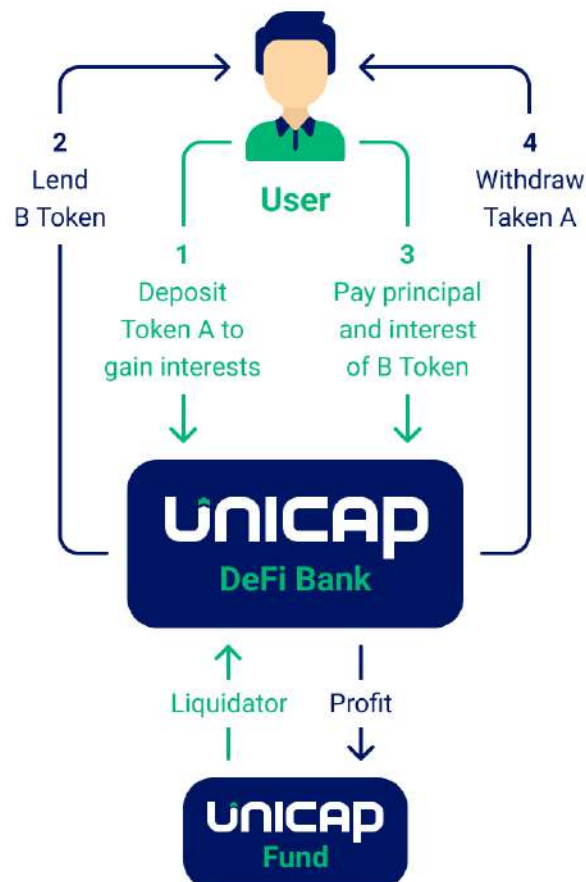 User
1
Deposit
Token A to
gain interests
2
Lend
B Token
3
Pay principal
and interest
of B Token
4
Withdraw
Taken A
UNICAP
DeFi Bank
Liquidator
Profit
UNICAP
Fund